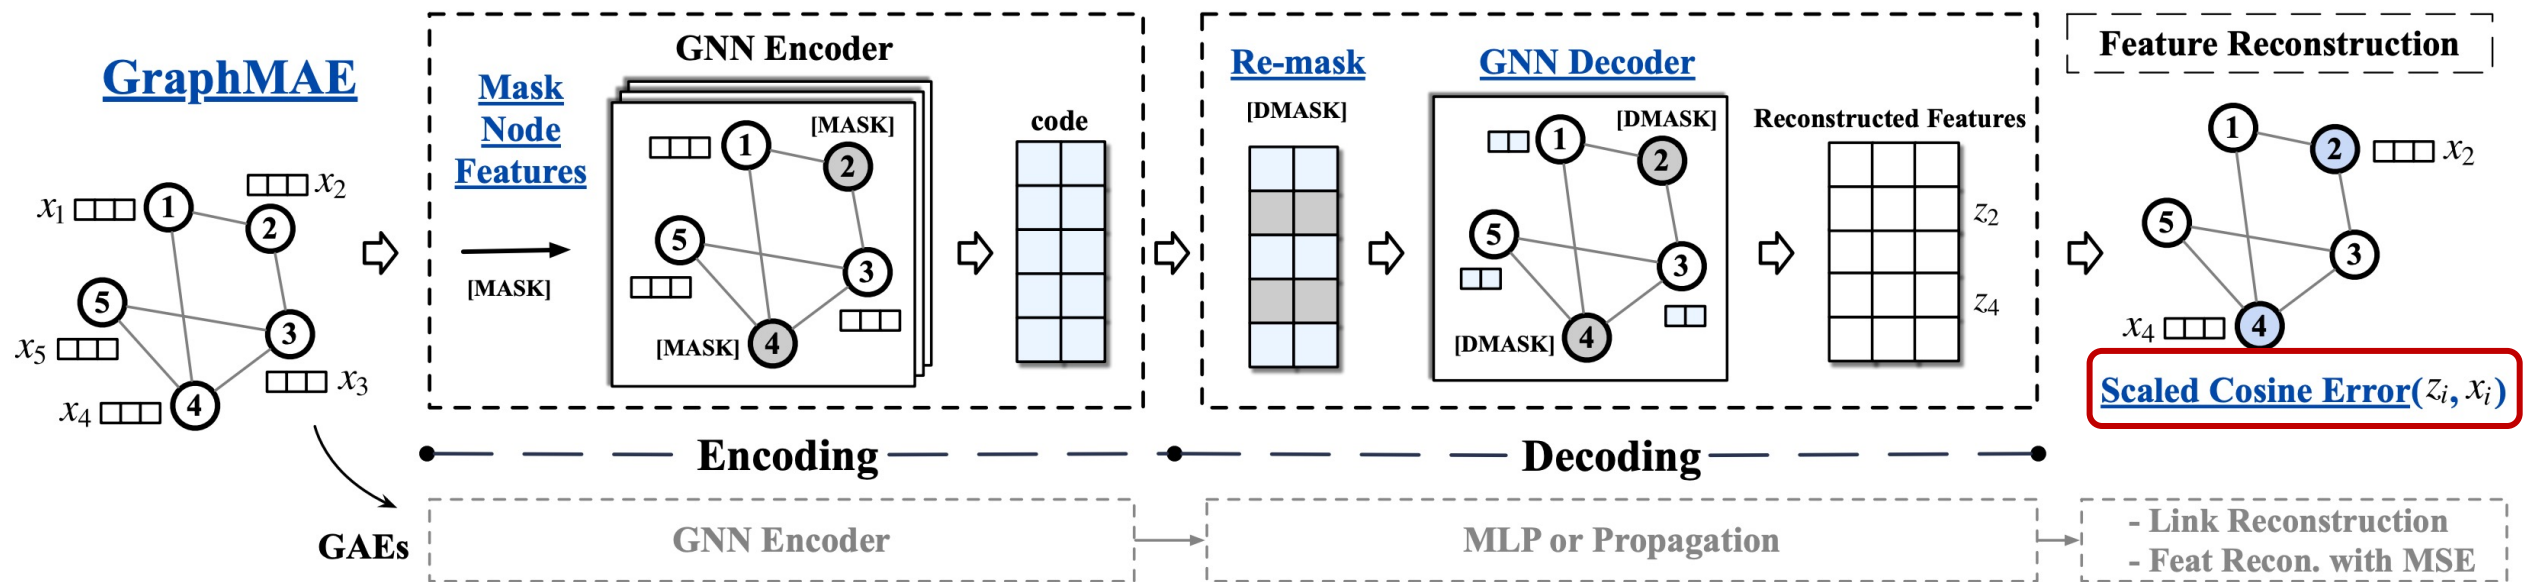 GraphMAE
x1
1
x2
2
5
x5
3
x3
x4
4
Mask
Node
Features
[MASK]
GNN Encoder
1
[MASK]
2
5
3
[MASK]
4
code
Re-mask
[DMASK]
GNN Decoder
1
[DMASK]
2
5
3
[DMASK]
4
Reconstructed Features
z2
z4
Feature Reconstruction
1
2
x2
5
3
x4
4
Scaled Cosine Error(zi, xi)
Encoding
Decoding
GAEs
GNN Encoder
MLP or Propagation
- Link Reconstruction
- Feat Recon. with MSE